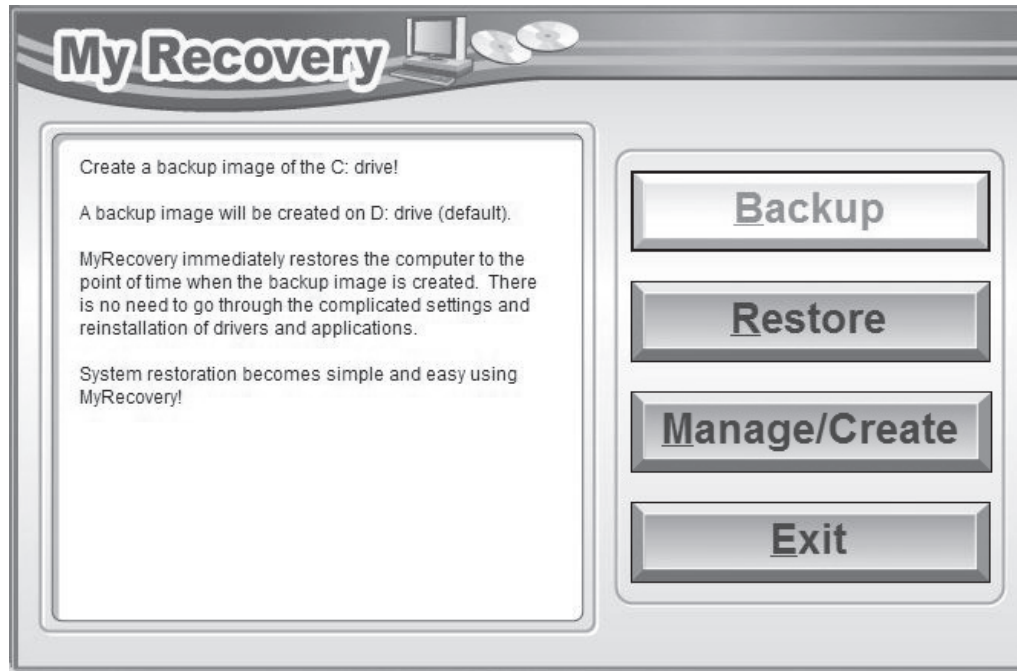 My Recovery
Create a backup image of the C: drive!
A backup image will be created on D: drive (default).
MyRecovery immediately restores the computer to the
point of time when the backup image is created. There
is no need to go through the complicated settings and
reinstallation of drivers and applications.
System restoration becomes simple and easy using
MyRecovery!
Backup
Restore
Manage/Create
Exit